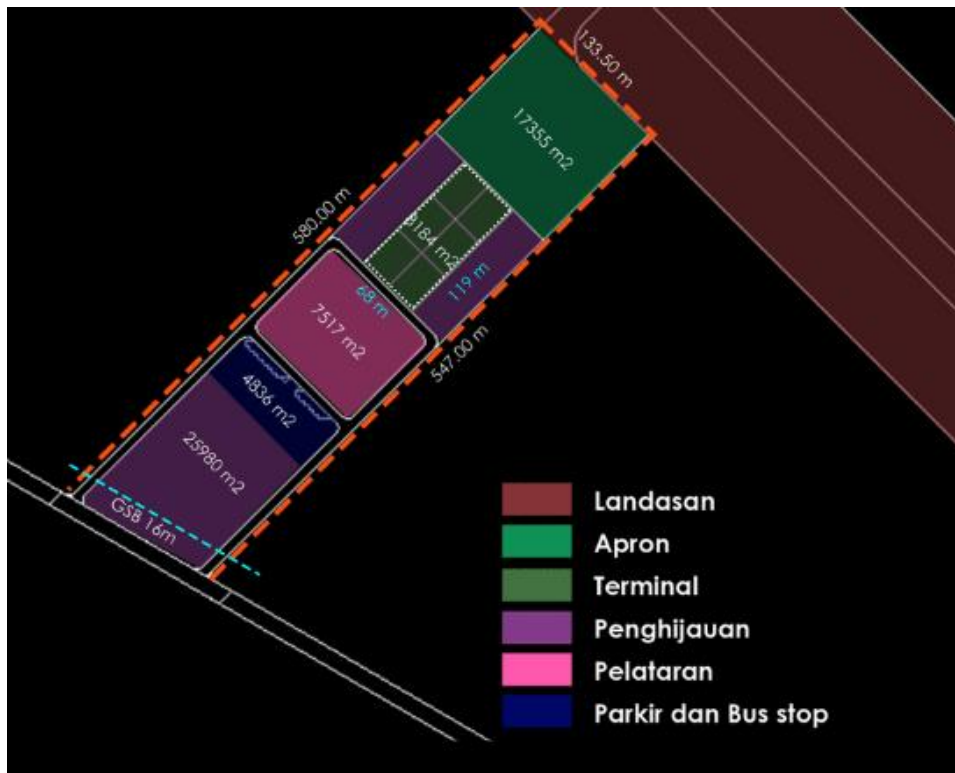 133.50 m
17355 m2
580.00 m
8184 m2
119 m
68 m
7517 m2
547.00 m
4836 m2
25980 m2
GSB 16m
Landasan
Apron
Terminal
Penghijauan
Pelataran
Parkir dan Bus stop